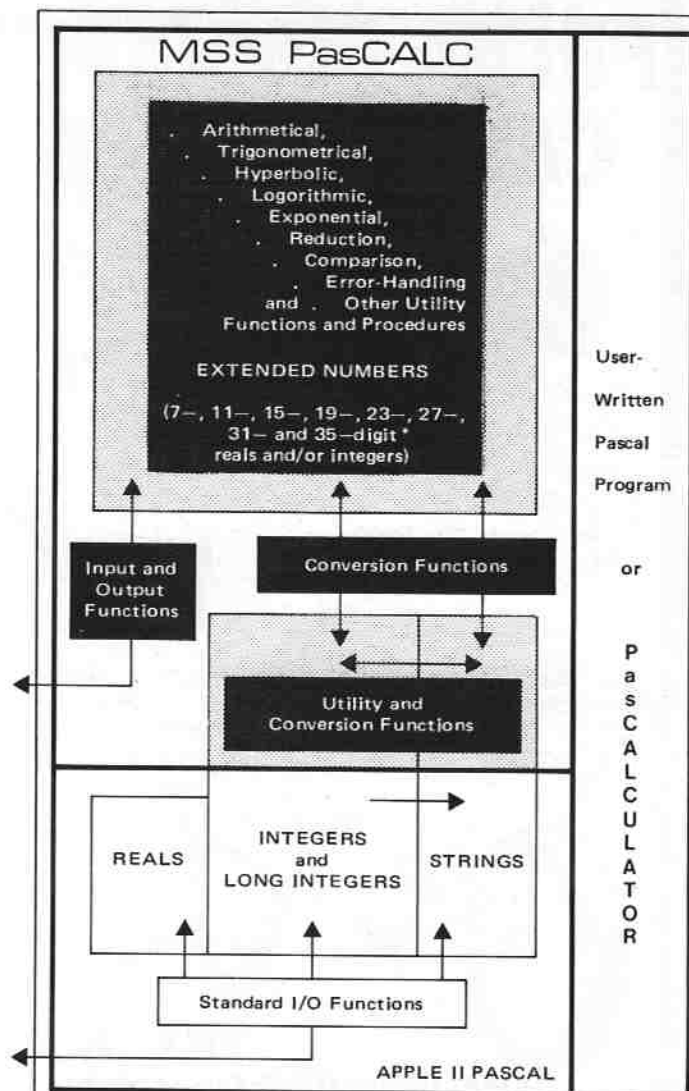 MSS PasCALC
. Arithmetical,
. Trigonometrical,
. Hyperbolic,
. Logorithmic,
. Exponential,
. Reduction,
. Comparison,
. Error-Handling
and . Other Utility
Functions and Procedures
EXTENDED NUMBERS
(7–, 11–, 15–, 19–, 23–, 27–,
31– and 35–digit *
reals and/or integers)
Input and
Output
Functions
Conversion Functions
Utility and
Conversion Functions
REALS
INTEGERS
and
LONG INTEGERS
STRINGS
Standard I/O Functions
APPLE II PASCAL
User-
Written
Pascal
Program
or
PasCALCULATOR